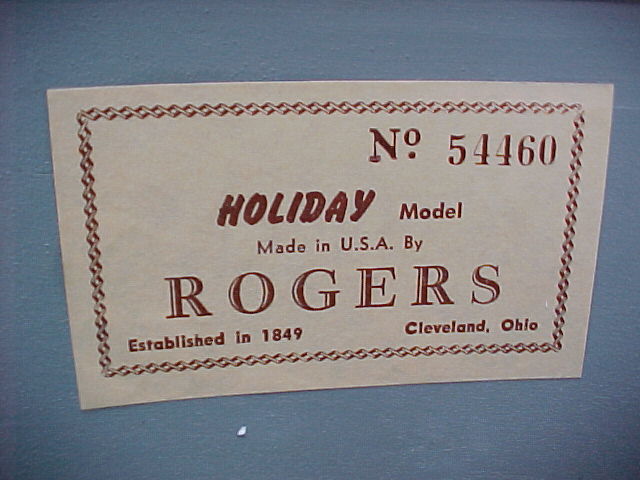 Nº 54460
HOLIDAY Model
Made in U.S.A. By
ROGERS
Established in 1849 Cleveland, Ohio